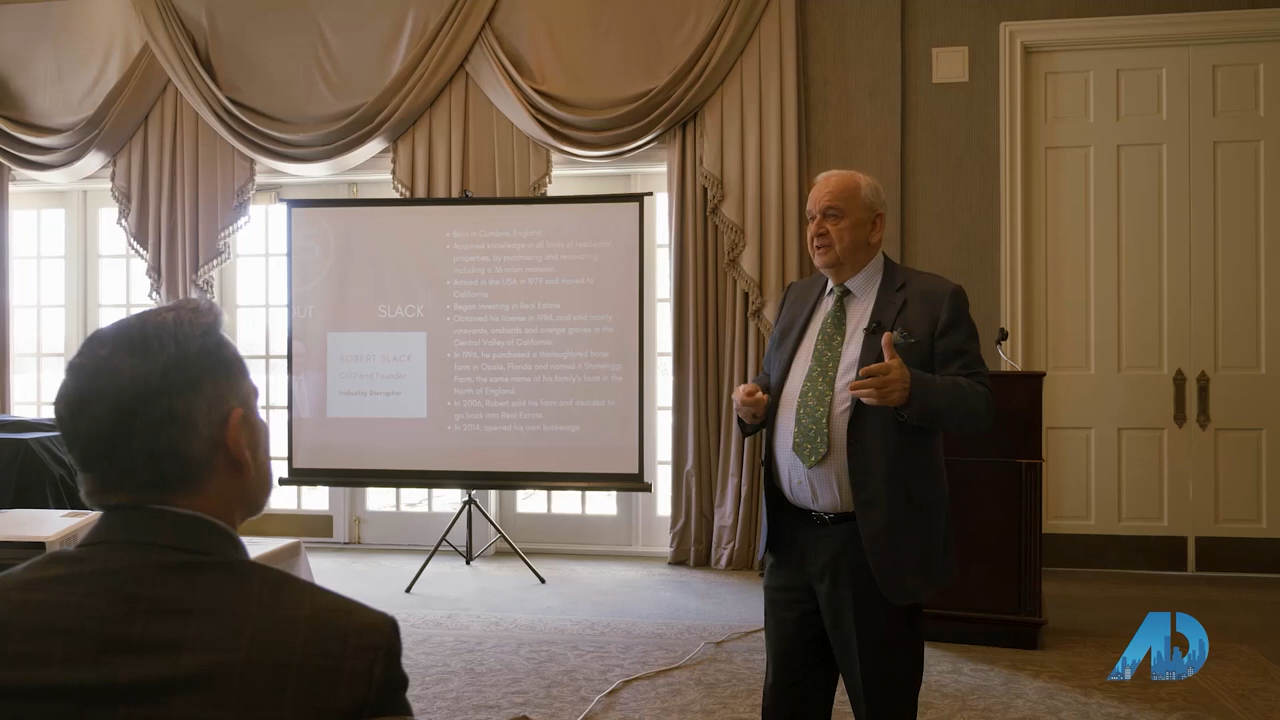 OUT SLACK
ROBERT SLACK
CEO and Founder
Industry Disruptor
• Born in Cumbria, England
• Acquired knowledge in all kinds of residential
properties, by purchasing and renovating,
including a 36 room mansion.
• Arrived in the USA in 1979 and moved to
California
• Began investing in Real Estate
• Obtained his license in 1984, and sold mainly
vineyards, orchards and orange groves in the
Central Valley of California.
• In 1996, he purchased a thoroughbred horse
farm in Ocala, Florida and named it
Farm, the same name of his family's farm in the
North of England.
• In 2006, Robert sold his farm and decided to
go back into Real Estate.
• In 2014, opened his own brokerage
AD